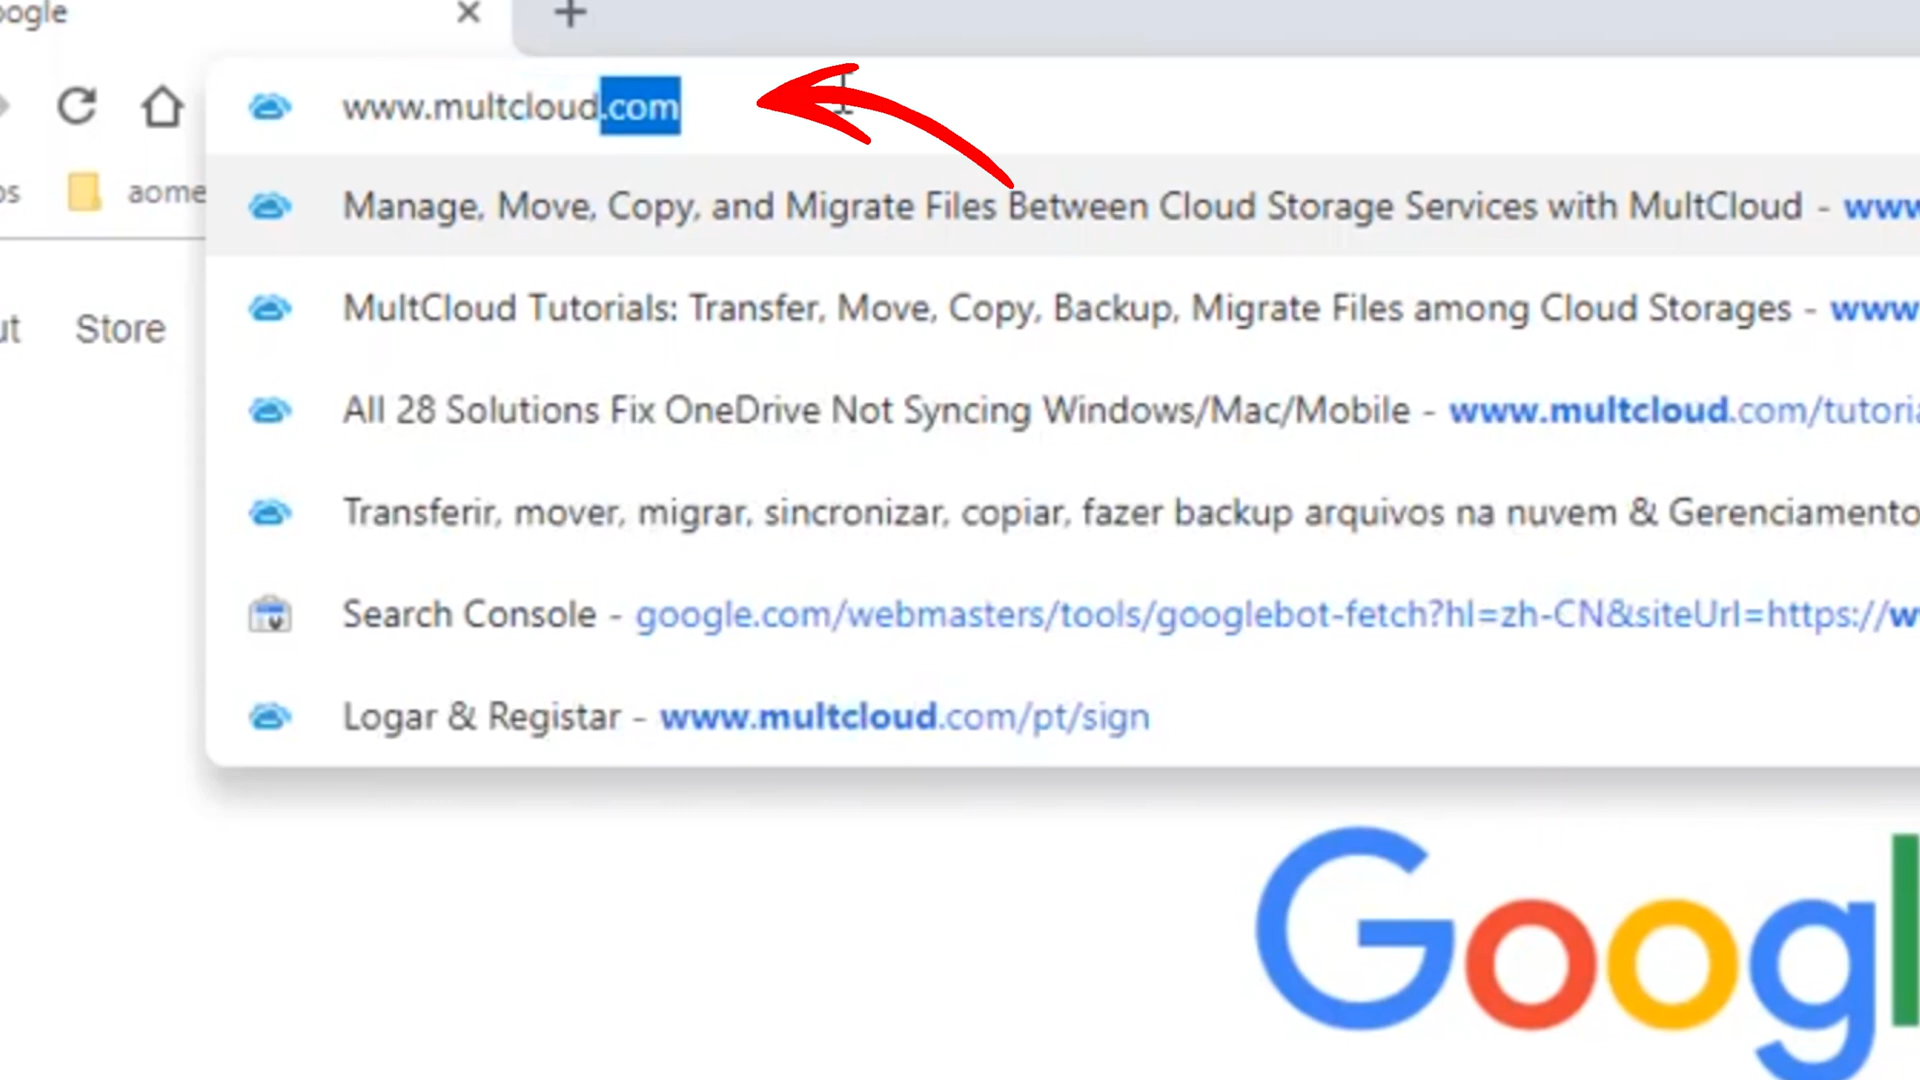 oogle
www.multcloud.com
Manage, Move, Copy, and Migrate Files Between Cloud Storage Services with MultCloud - www
os
aome
MultCloud Tutorials: Transfer, Move, Copy, Backup, Migrate Files among Cloud Storages - www
ut
Store
All 28 Solutions Fix OneDrive Not Syncing Windows/Mac/Mobile - www.multcloud.com/tutoria
Transferir, mover, migrar, sincronizar, copiar, fazer backup arquivos na nuvem & Gerenciamento
Search Console - google.com/webmasters/tools/googlebot-fetch?hl=zh-CN&siteUrl=https://w
Logar & Registar - www.multcloud.com/pt/sign
Googl